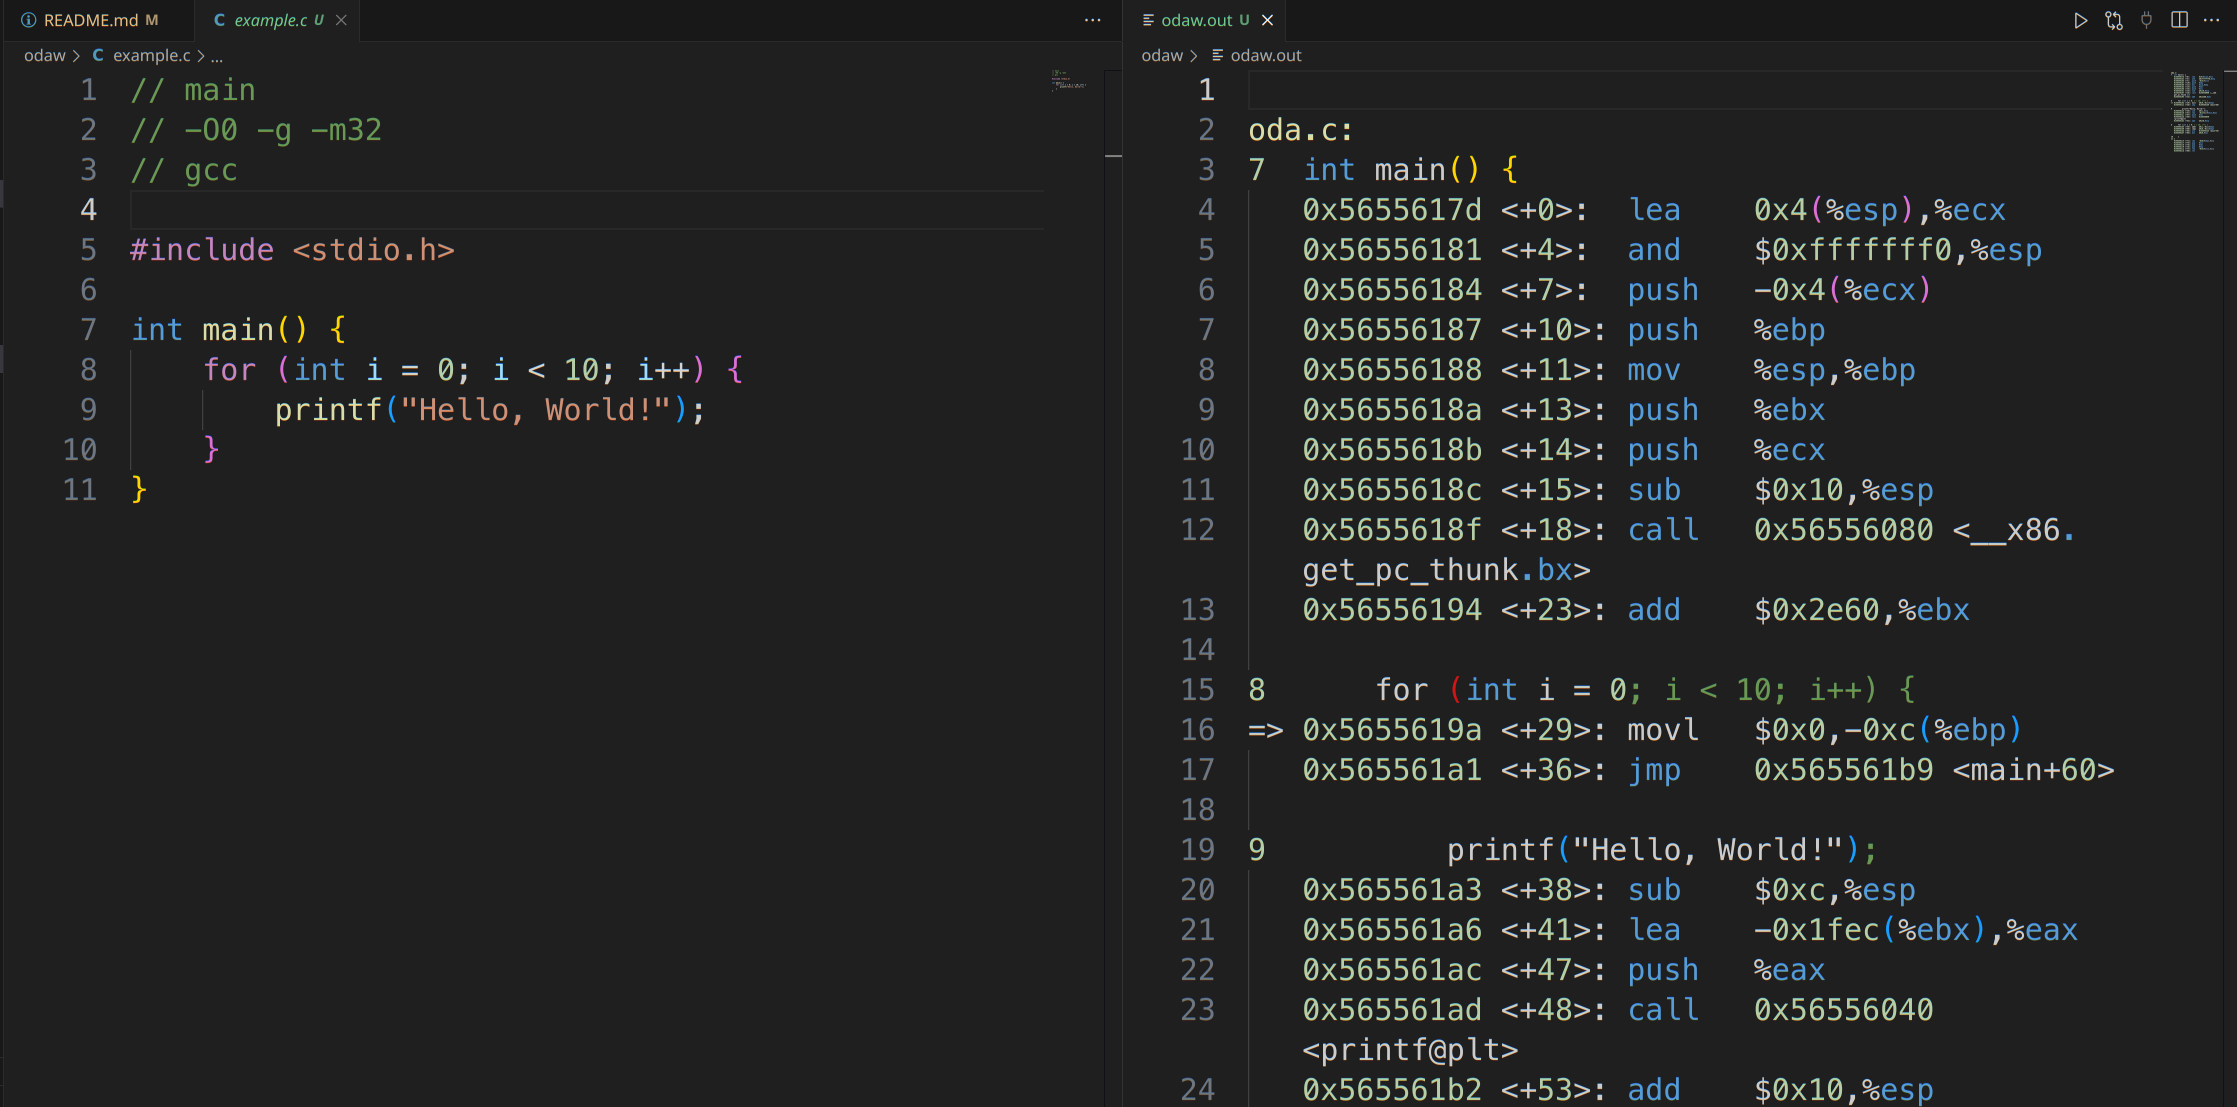 README.md M
C example.c U
odaw.out U
odaw > C example.c > ...
odaw > odaw.out
1 // main
2 // -O0 -g -m32
3 // gcc
4
5 #include <stdio.h>
6
7 int main() {
8     for (int i = 0; i < 10; i++) {
9         printf("Hello, World!");
10     }
11 }
1
2 oda.c:
3 7  int main() {
4    0x5655617d <+0>:  lea    0x4(%esp),%ecx
5    0x56556181 <+4>:  and    $0xfffffff0,%esp
6    0x56556184 <+7>:  push   -0x4(%ecx)
7    0x56556187 <+10>: push   %ebp
8    0x56556188 <+11>: mov    %esp,%ebp
9    0x5655618a <+13>: push   %ebx
10    0x5655618b <+14>: push   %ecx
11    0x5655618c <+15>: sub    $0x10,%esp
12    0x5655618f <+18>: call   0x56556080 <__x86.
get_pc_thunk.bx>
13    0x56556194 <+23>: add    $0x2e60,%ebx
14
15 8      for (int i = 0; i < 10; i++) {
16 => 0x5655619a <+29>: movl   $0x0,-0xc(%ebp)
17    0x565561a1 <+36>: jmp    0x565561b9 <main+60>
18
19 9          printf("Hello, World!");
20    0x565561a3 <+38>: sub    $0xc,%esp
21    0x565561a6 <+41>: lea    -0x1fec(%ebx),%eax
22    0x565561ac <+47>: push   %eax
23    0x565561ad <+48>: call   0x56556040
<printf@plt>
24    0x565561b2 <+53>: add    $0x10,%esp